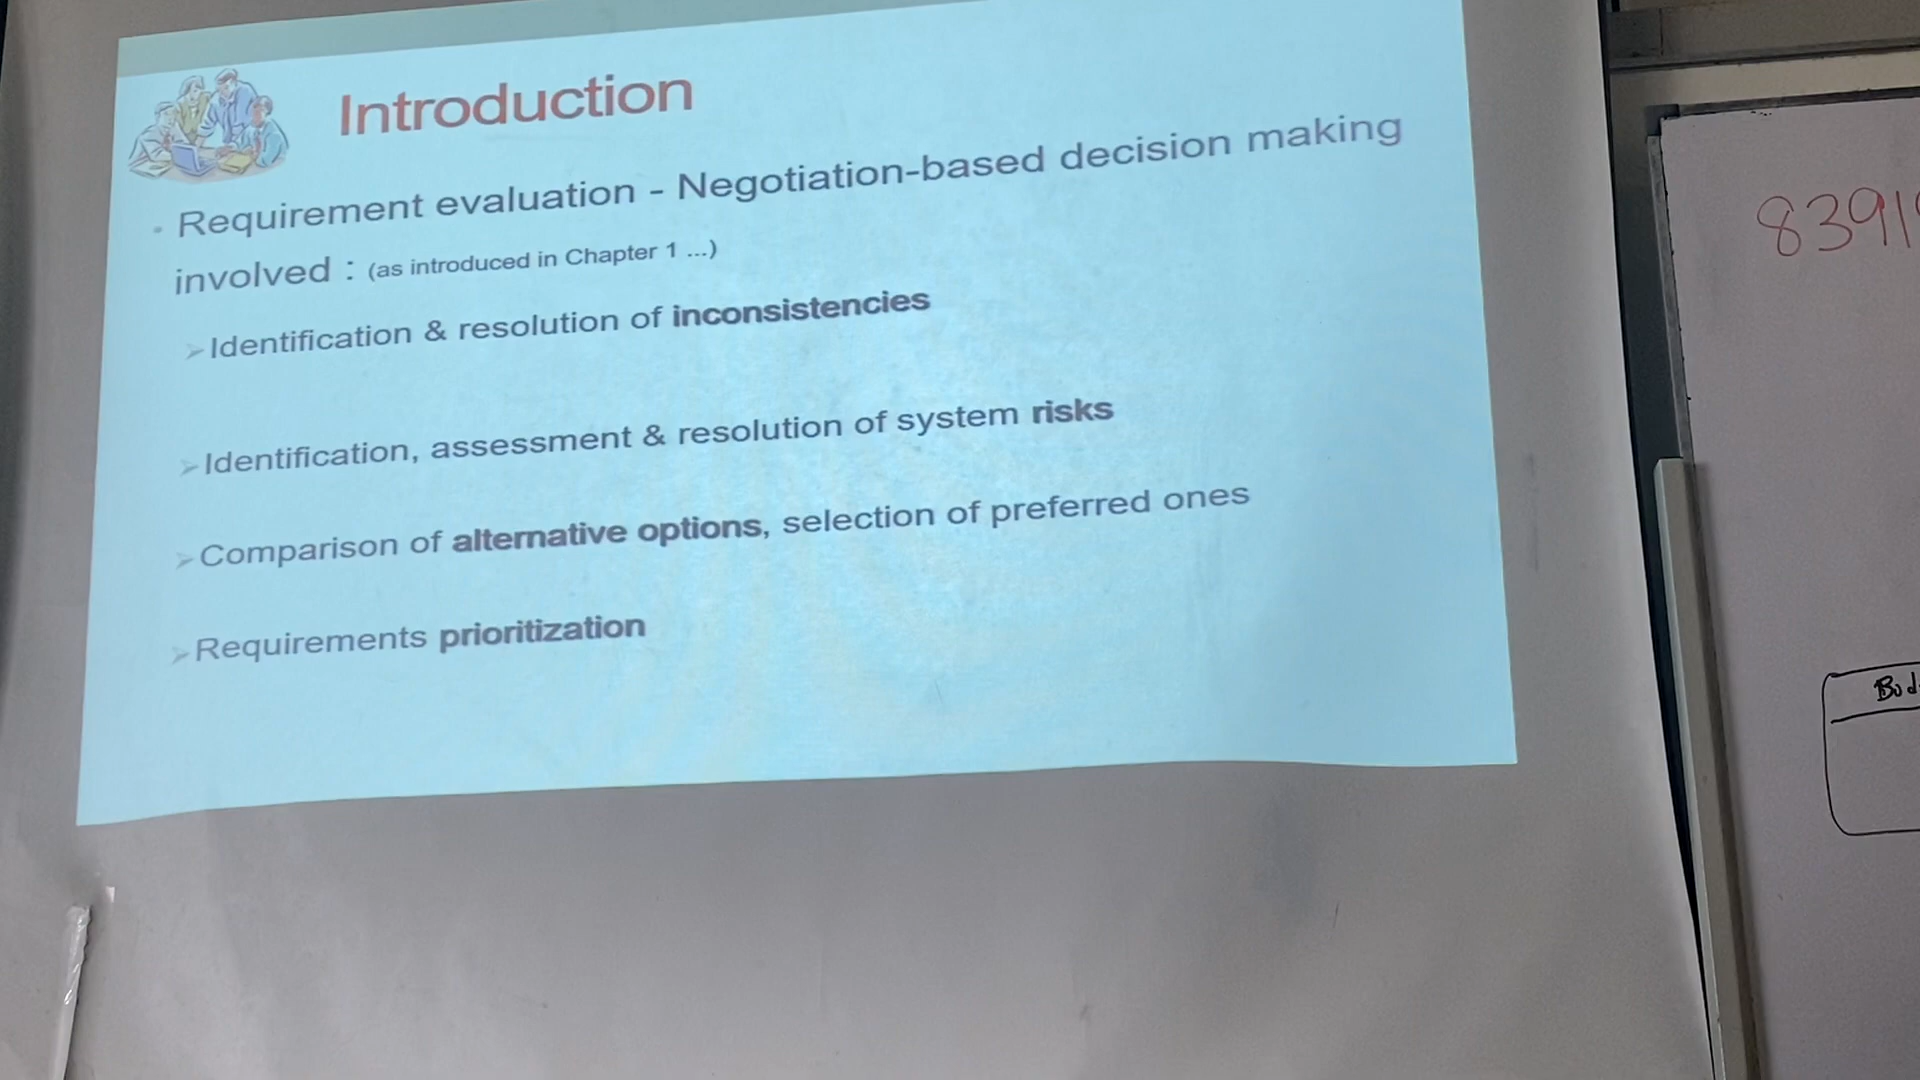 Introduction
• Requirement evaluation - Negotiation-based decision making
involved : (as introduced in Chapter 1 ...)
➢Identification & resolution of inconsistencies
➢Identification, assessment & resolution of system risks
➢Comparison of alternative options, selection of preferred ones
➢Requirements prioritization
8391